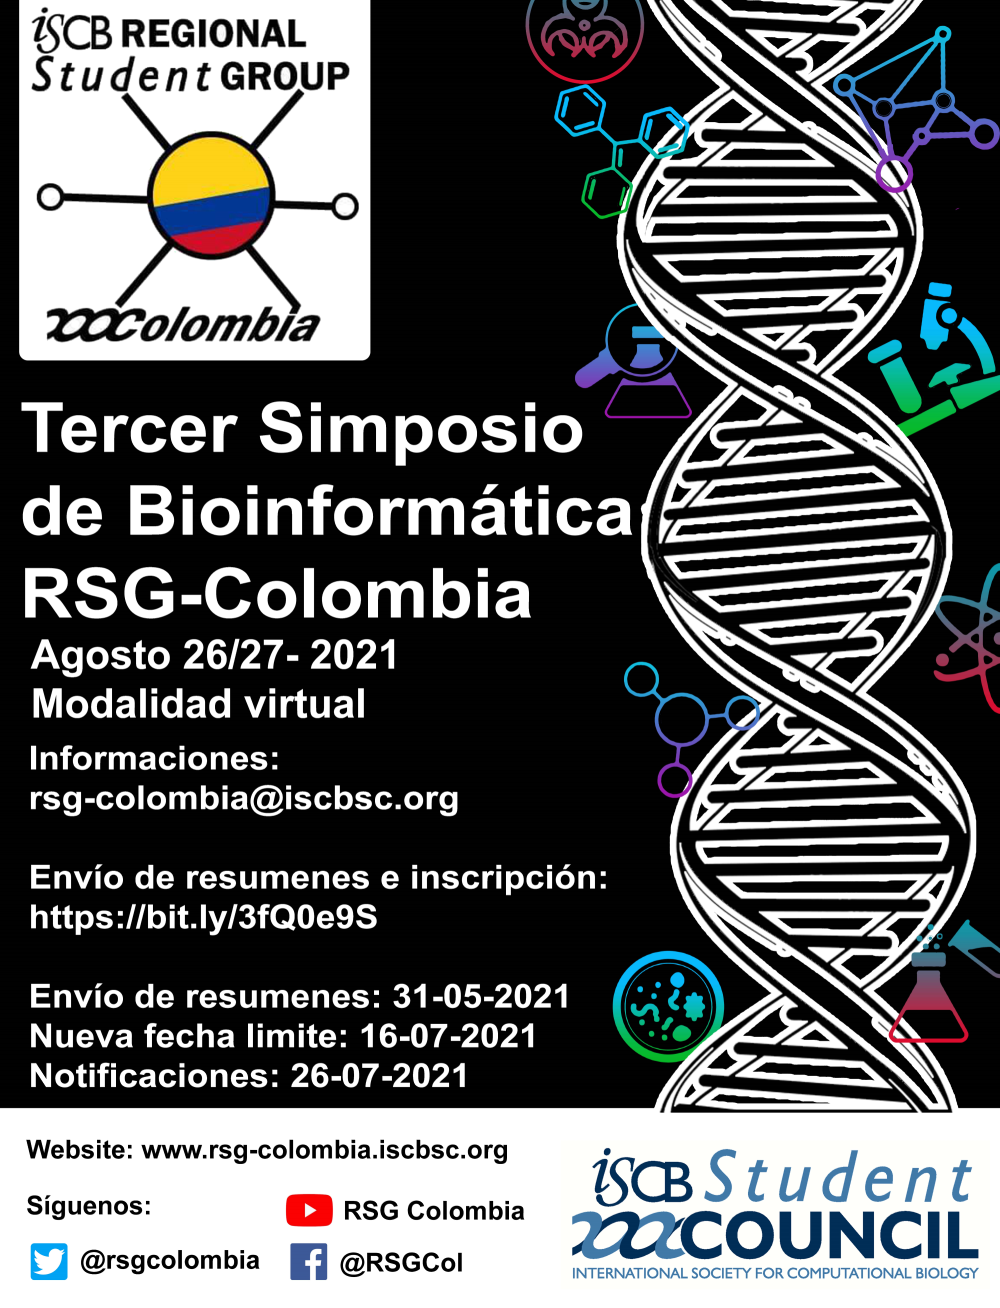 iSCB REGIONAL
Student GROUP
Colombia
Tercer Simposio
de Bioinformática
RSG-Colombia
Agosto 26/27- 2021
Modalidad virtual
Informaciones:
rsg-colombia@iscbsc.org
Envío de resumenes e inscripción:
https://bit.ly/3fQ0e9S
Envío de resumenes: 31-05-2021
Nueva fecha limite: 16-07-2021
Notificaciones: 26-07-2021
Website: www.rsg-colombia.iscbsc.org
Síguenos:
RSG Colombia
@rsgcolombia
@RSGCol
iSCB Student
COUNCIL
INTERNATIONAL SOCIETY FOR COMPUTATIONAL BIOLOGY